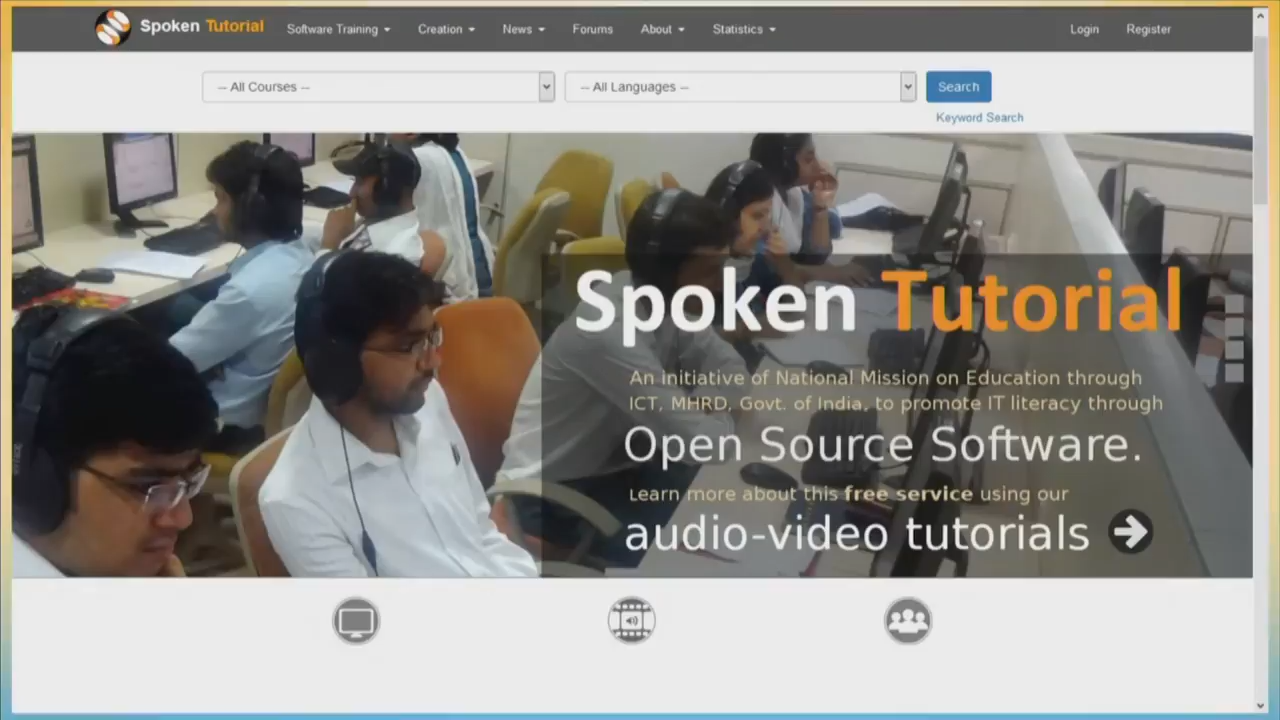 Spoken Tutorial Software Training Creation News Forums About Statistics Login Register
-- All Courses -- -- All Languages -- Search
Keyword Search
Spoken Tutorial
An Initiative of National Mission on Education through
ICT, MHRD, Govt. of India, to promote IT literacy through
Open Source Software.
Learn more about this free service using our
audio-video tutorials